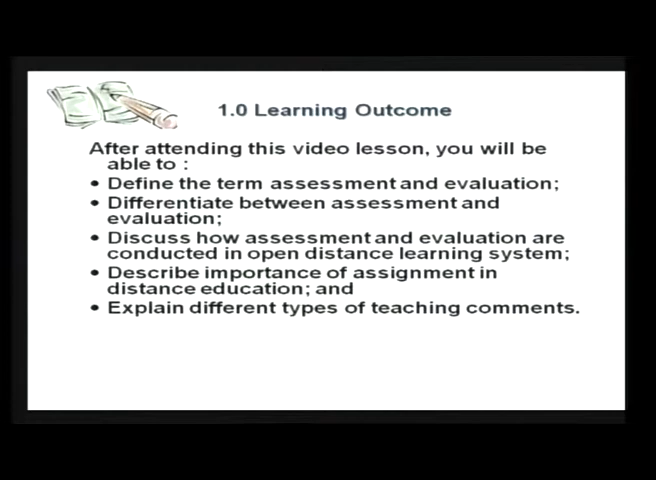 1.0 Learning Outcome
After attending this video lesson, you will be
able to :
• Define the term assessment and evaluation;
• Differentiate between assessment and
evaluation;
• Discuss how assessment and evaluation are
conducted in open distance learning system;
• Describe importance of assignment in
distance education; and
• Explain different types of teaching comments.